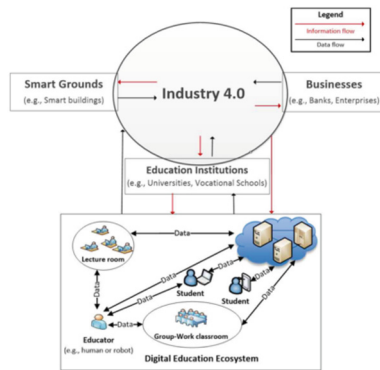 Legend
Information flow
Data flow
Smart Grounds
(e.g., Smart buildings)
Industry 4.0
Businesses
(e.g., Banks, Enterprises)
Education Institutions
(e.g., Universities, Vocational Schools)
Data
Lecture room
Data
Data
Data
Data
Student
Student
Data
Data
Educator
(e.g., human or robot)
Data
Group-Work classroom
Digital Education Ecosystem